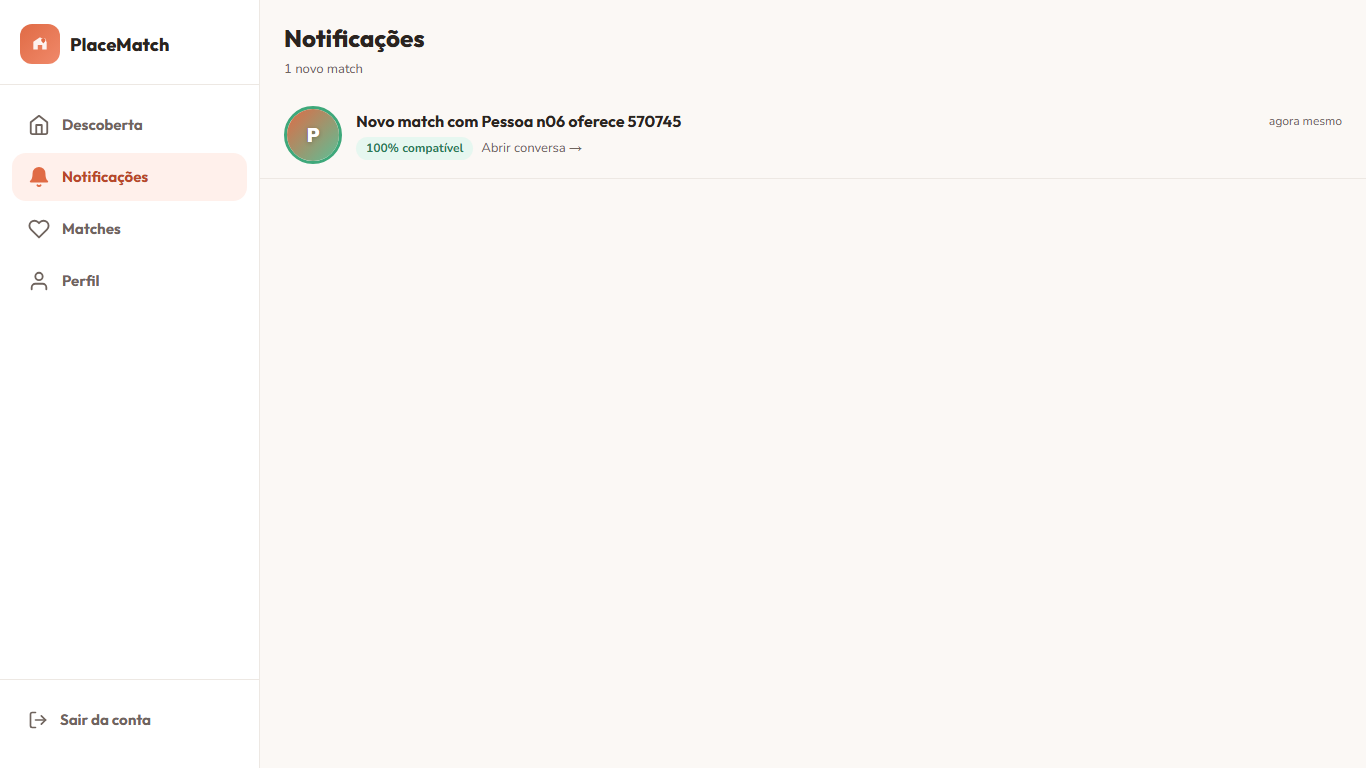 PlaceMatch
Descoberta
Notificações
Matches
Perfil
Sair da conta
Notificações
1 novo match
P
Novo match com Pessoa n06 oferece 570745
agora mesmo
100% compatível Abrir conversa →